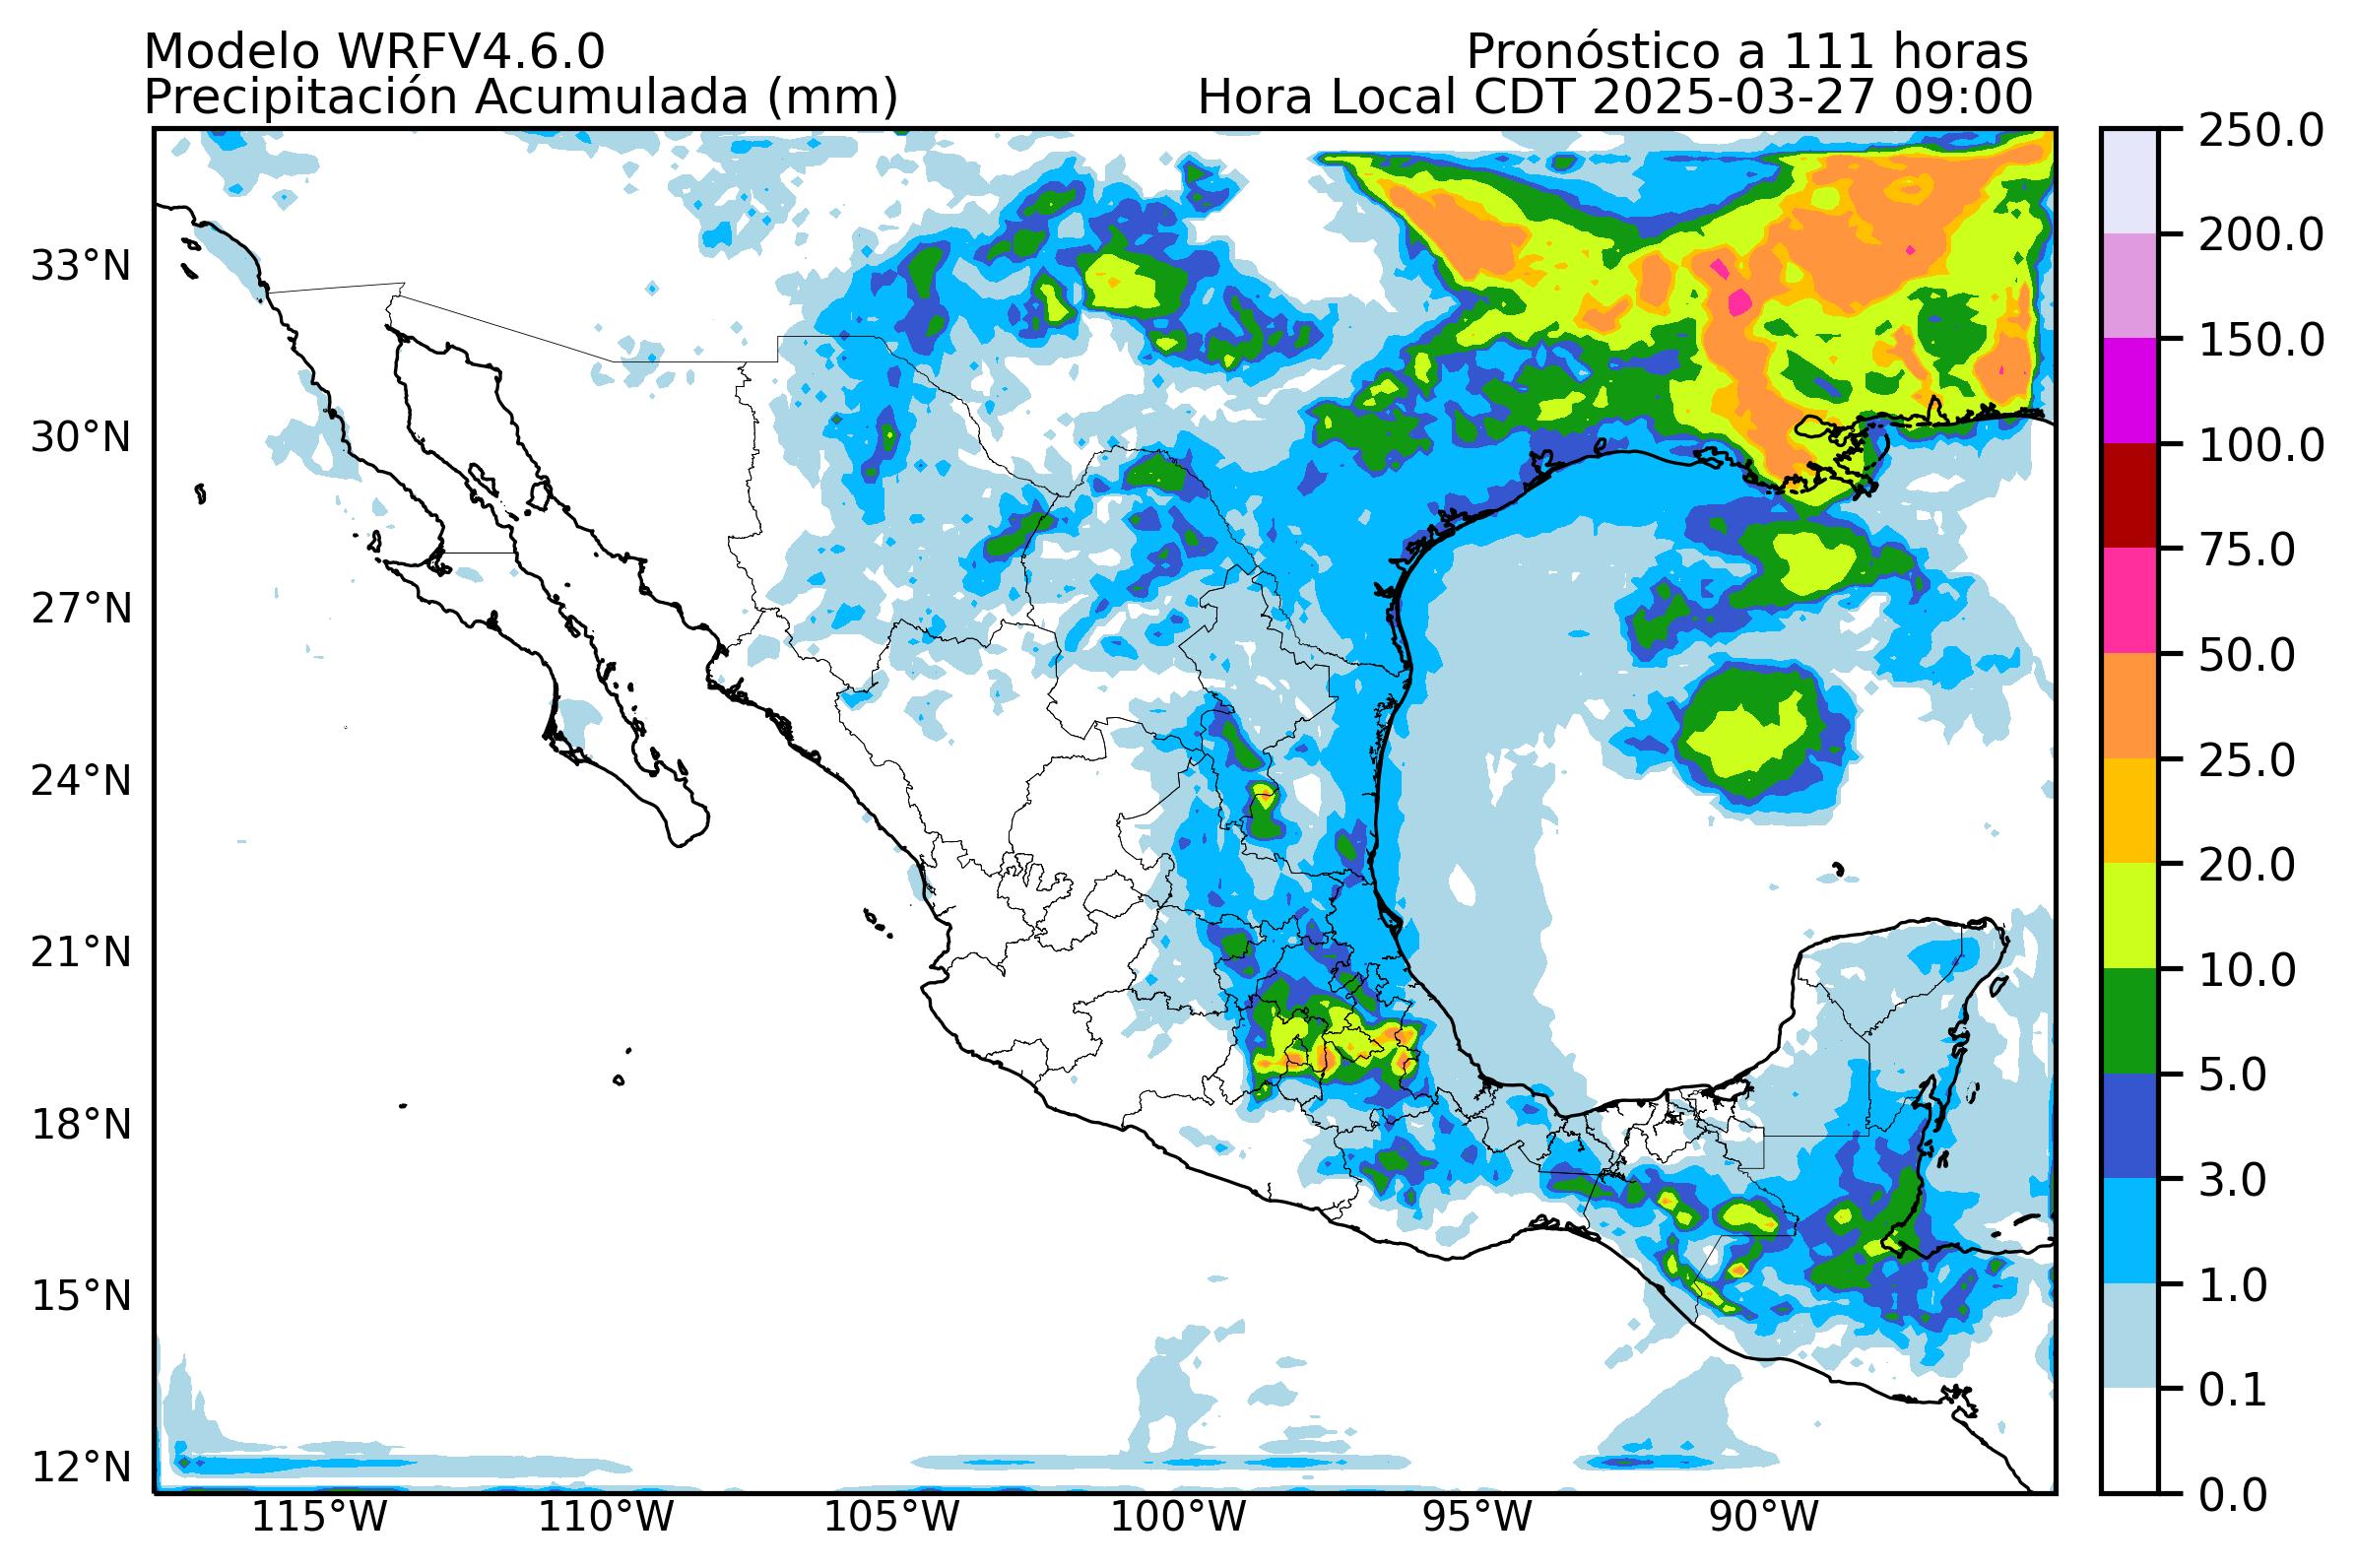 Modelo WRFV4.6.0
Pronóstico a 111 horas
Precipitación Acumulada (mm)
Hora Local CDT 2025-03-27 09:00
33°N
30°N
27°N
24°N
21°N
18°N
15°N
12°N
115°W
110°W
105°W
100°W
95°W
90°W
250.0
200.0
150.0
100.0
75.0
50.0
25.0
20.0
10.0
5.0
3.0
1.0
0.1
0.0